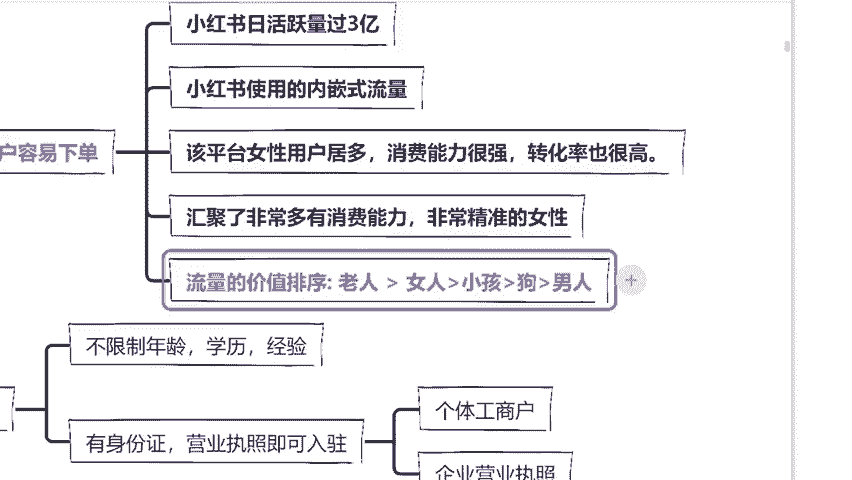 小红书日活跃量过3亿
小红书使用的内嵌式流量
户容易下单
该平台女性用户居多，消费能力很强，转化率也很高。
汇聚了非常多有消费能力，非常精准的女性
流量的价值排序: 老人 > 女人>小孩>狗>男人
不限制年龄，学历，经验
有身份证，营业执照即可入驻
个体工商户
企业营业执照